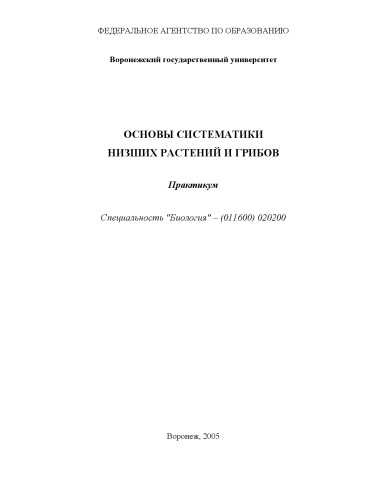 ФЕДЕРАЛЬНОЕ АГЕНТСТВО ПО ОБРАЗОВАНИЮ
Воронежский государственный университет
ОСНОВЫ СИСТЕМАТИКИ
НИЗШИХ РАСТЕНИЙ И ГРИБОВ
Практикум
Специальность "Биология" – (011600) 020200
Воронеж, 2005